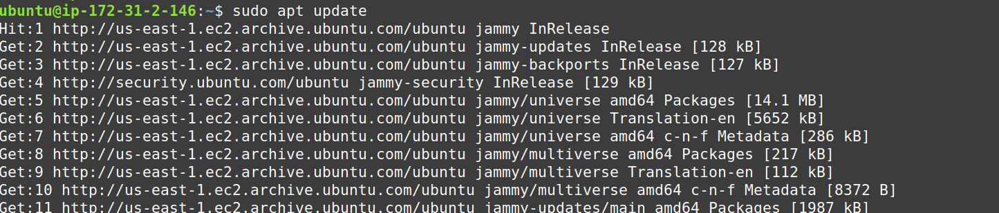 ubuntu@ip-172-31-2-146:~$ sudo apt update
Hit:1 http://us-east-1.ec2.archive.ubuntu.com/ubuntu jammy InRelease
Get:2 http://us-east-1.ec2.archive.ubuntu.com/ubuntu jammy-updates InRelease [128 kB]
Get:3 http://us-east-1.ec2.archive.ubuntu.com/ubuntu jammy-backports InRelease [127 kB]
Get:4 http://security.ubuntu.com/ubuntu jammy-security InRelease [129 kB]
Get:5 http://us-east-1.ec2.archive.ubuntu.com/ubuntu jammy/universe amd64 Packages [14.1 MB]
Get:6 http://us-east-1.ec2.archive.ubuntu.com/ubuntu jammy/universe Translation-en [5652 kB]
Get:7 http://us-east-1.ec2.archive.ubuntu.com/ubuntu jammy/universe amd64 c-n-f Metadata [286 kB]
Get:8 http://us-east-1.ec2.archive.ubuntu.com/ubuntu jammy/multiverse amd64 Packages [217 kB]
Get:9 http://us-east-1.ec2.archive.ubuntu.com/ubuntu jammy/multiverse Translation-en [112 kB]
Get:10 http://us-east-1.ec2.archive.ubuntu.com/ubuntu jammy/multiverse amd64 c-n-f Metadata [8372 B]
Get:11 http://us-east-1.ec2.archive.ubuntu.com/ubuntu jammy-updates/main amd64 Packages [1987 kB]